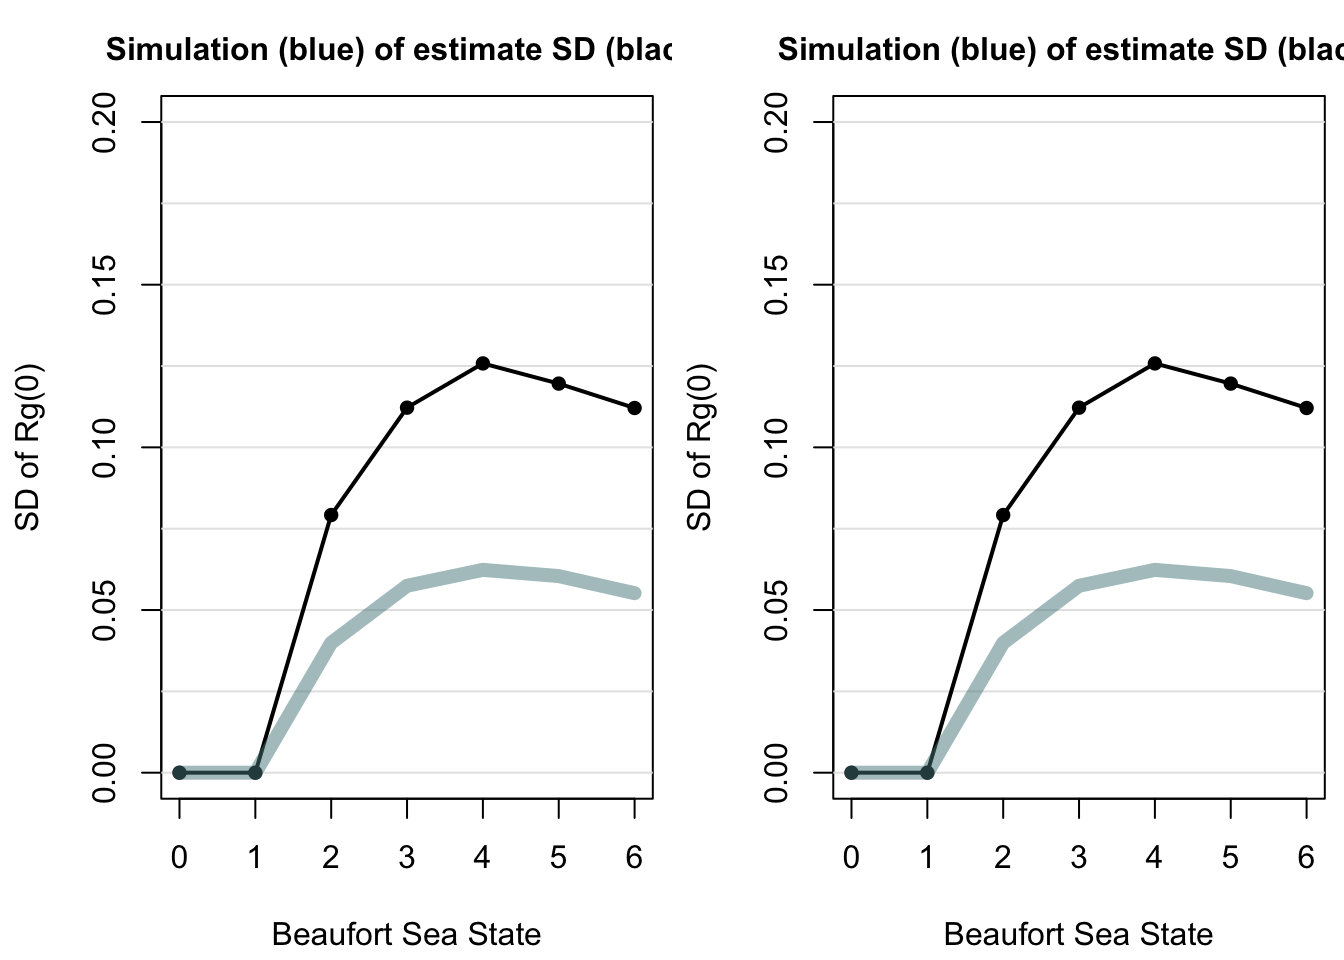 Simulation (blue) of estimate SD (blac
0.20
0.15
0.10
0.05
0.00
SD of Rg(0)
0 1 2 3 4 5 6
Beaufort Sea State
Simulation (blue) of estimate SD (blac
0.20
0.15
0.10
0.05
0.00
SD of Rg(0)
0 1 2 3 4 5 6
Beaufort Sea State